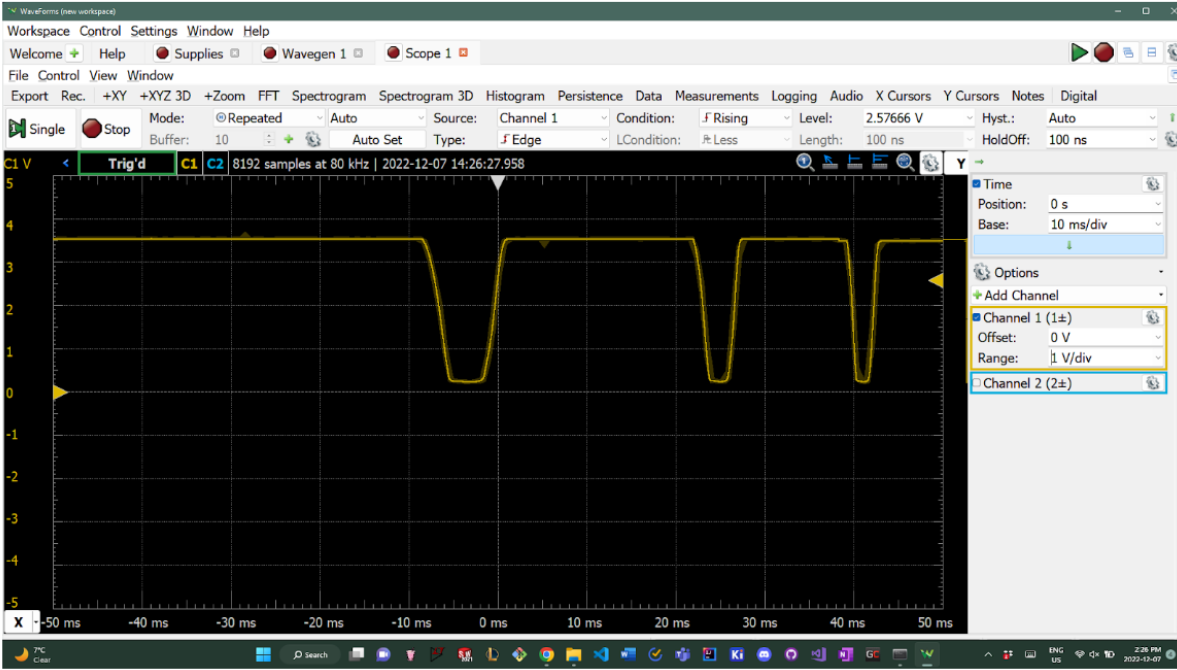 WaveForms (new workspace)
Workspace Control Settings Window Help
Welcome Help Supplies Wavegen 1 Scope 1
File Control View Window
Export Rec. +XY +XYZ 3D +Zoom FFT Spectrogram Spectrogram 3D Histogram Persistence Data Measurements Logging Audio X Cursors Y Cursors Notes Digital
Single Stop Mode: Repeated Auto Source: Channel 1 Condition: Rising Level: 2.57666 V Hyst.: Auto
Buffer: 10 Auto Set Type: Edge LCondition: Less Length: 100 ns HoldOff: 100 ns
C1 V Trig'd C1 C2 8192 samples at 80 kHz | 2022-12-07 14:26:27.958 Y
5
4
3
2
1
0
-1
-2
-3
-4
-5
X -50 ms -40 ms -30 ms -20 ms -10 ms 0 ms 10 ms 20 ms 30 ms 40 ms 50 ms
Time
Position: 0 s
Base: 10 ms/div
Options
Add Channel
Channel 1 (1±)
Offset: 0 V
Range: 1 V/div
Channel 2 (2±)
7°C
Clear
Search
ENG
US
2:26 PM
2022-12-07